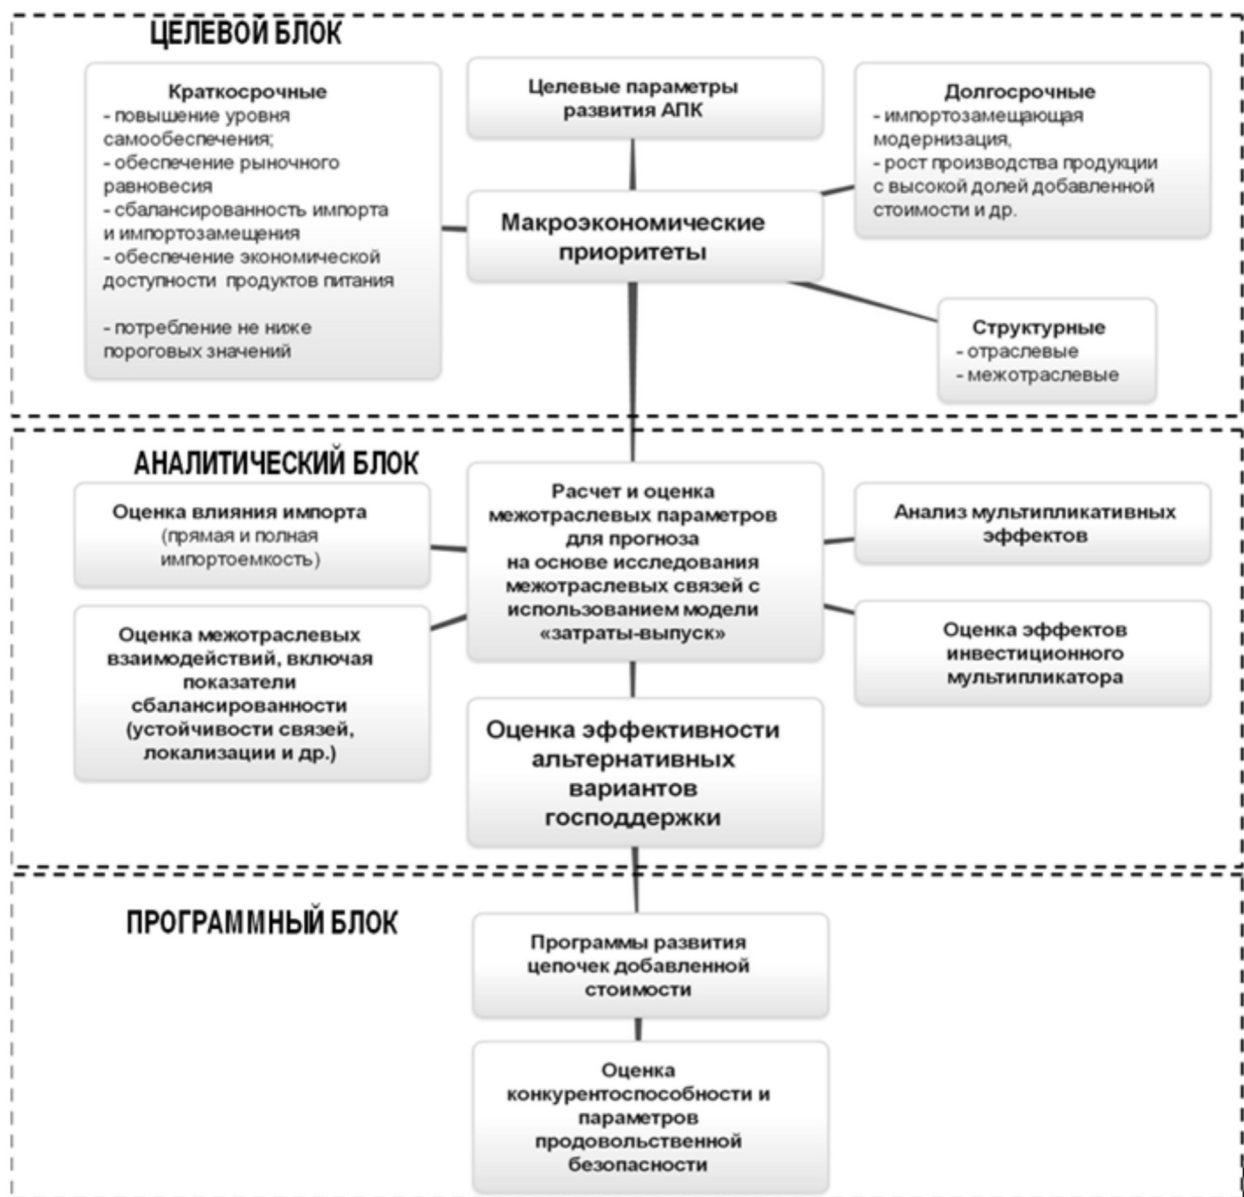 ЦЕЛЕВОЙ БЛОК
Краткосрочные
- повышение уровня
самообеспечения;
- обеспечение рыночного
равновесия
- сбалансированность импорта
и импортозамещения
- обеспечение экономической
доступности продуктов питания
- потребление не ниже
пороговых значений
Целевые параметры
развития АПК
Макроэкономические
приоритеты
Долгосрочные
- импортозамещающая
модернизация,
- рост производства продукции
с высокой долей добавленной
стоимости и др.
Структурные
- отраслевые
- межотраслевые
АНАЛИТИЧЕСКИЙ БЛОК
Оценка влияния импорта
(прямая и полная
импортоемкость)
Оценка межотраслевых
взаимодействий, включая
показатели
сбалансированности
(устойчивости связей,
локализации и др.)
Расчет и оценка
межотраслевых параметров
для прогноза
на основе исследования
межотраслевых связей с
использованием модели
«затраты-выпуск»
Оценка эффективности
альтернативных
вариантов
господдержки
Анализ мультипликативных
эффектов
Оценка эффектов
инвестиционного
мультипликатора
ПРОГРАММНЫЙ БЛОК
Программы развития
цепочек добавленной
стоимости
Оценка
конкурентоспособности и
параметров
продовольственной
безопасности